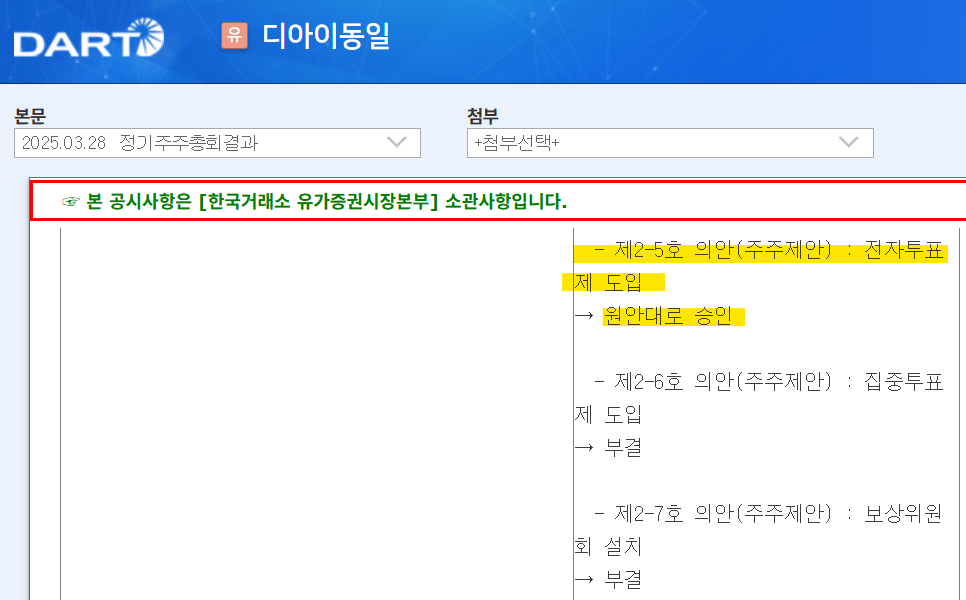 DART
유 디아이동일
본문
첨부
2025.03.28 정기주주총회결과
+첨부선택+
☞ 본 공시사항은 [한국거래소 유가증권시장본부] 소관사항입니다.
- 제2-5호 의안(주주제안) : 전자투표
제 도입
→ 원안대로 승인
- 제2-6호 의안(주주제안) : 집중투표
제 도입
→ 부결
- 제2-7호 의안(주주제안) : 보상위원
회 설치
→ 부결